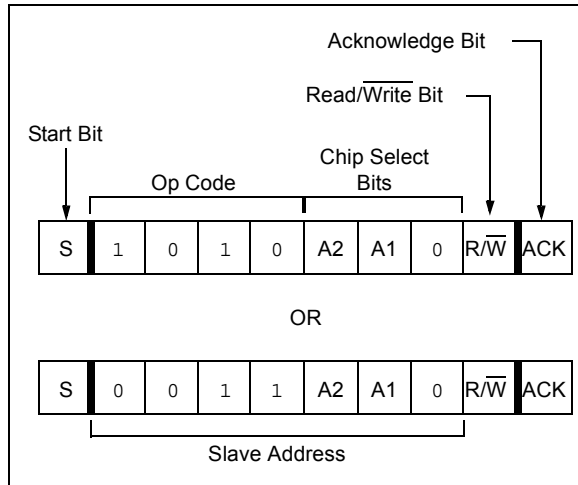 Acknowledge Bit
Read/Write Bit
Start Bit
Chip Select
Op Code
Bits
S 1 0 1 0 A2 A1 0 R/W ACK
OR
S 0 0 1 1 A2 A1 0 R/W ACK
Slave Address